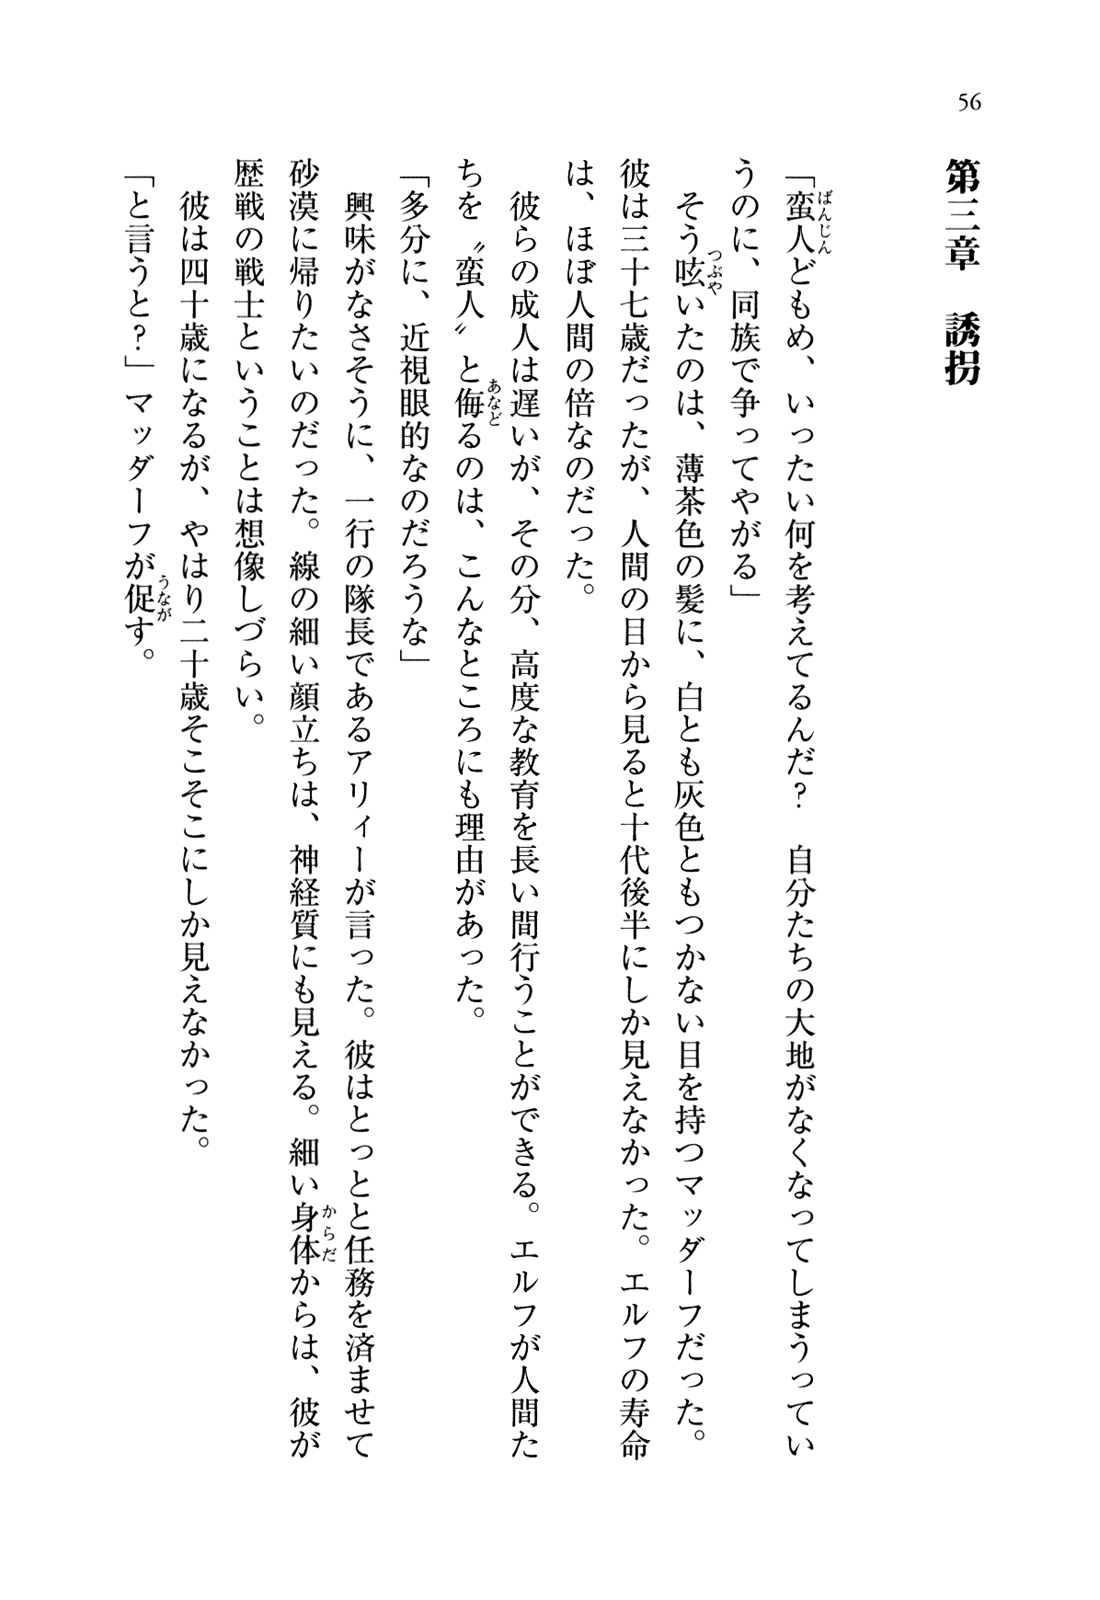 56
第三章　誘拐
「蛮人どもめ、いったい何を考えてるんだ？　自分たちの大地がなくなってしまうってい
うのに、同族で争ってやがる」
　そう呟いたのは、薄茶色の髪に、白とも灰色ともつかない目を持つマッダーフだった。
彼は三十七歳だったが、人間の目から見ると十代後半にしか見えなかった。エルフの寿命
は、ほぼ人間の倍なのだった。
　彼らの成人は遅いが、その分、高度な教育を長い間行うことができる。エルフが人間た
ちを〝蛮人〟と侮るのは、こんなところにも理由があった。
「多分に、近視眼的なのだろうな」
　興味がなさそうに、一行の隊長であるアリィーが言った。彼はとっとと任務を済ませて
砂漠に帰りたいのだった。線の細い顔立ちは、神経質にも見える。細い身体からは、彼が
歴戦の戦士ということは想像しづらい。
　彼は四十歳になるが、やはり二十歳そこそこにしか見えなかった。
「と言うと？」マッダーフが促す。